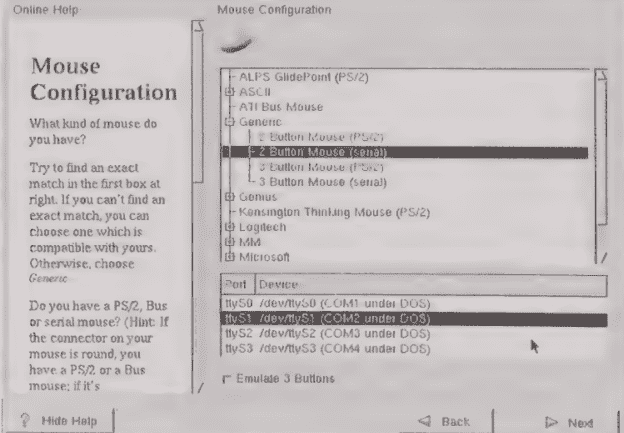 Online Help
Mouse
Configuration
What kind of mouse do
you have?
Try to find an exact
match in the first box at
right. If you can't find an
exact match, you can
choose one which is
compatible with yours.
Otherwise, choose
Generic
Do you have a PS/2, Bus
or serial mouse? (Hint: If
the connector on your
mouse is round, you
have a PS/2 or a Bus
mouse; if it's
Mouse Configuration
ALPS GlidePoint (PS/2)
ASCII
ATI Bus Mouse
Generic
2 Button Mouse (PS/2)
2 Button Mouse (serial)
3 Button Mouse (PS/2)
3 Button Mouse (serial)
Genius
Kensington Thinking Mouse (PS/2)
Logitech
MM
Microsoft
Port Device
ttyS0 /dev/ttyS0 (COM1 under DOS)
ttyS1 /dev/ttyS1 (COM2 under DOS)
ttyS2 /dev/ttyS2 (COM3 under DOS)
ttyS3 /dev/ttyS3 (COM4 under DOS)
Emulate 3 Buttons
? Hide Help
Back
Next